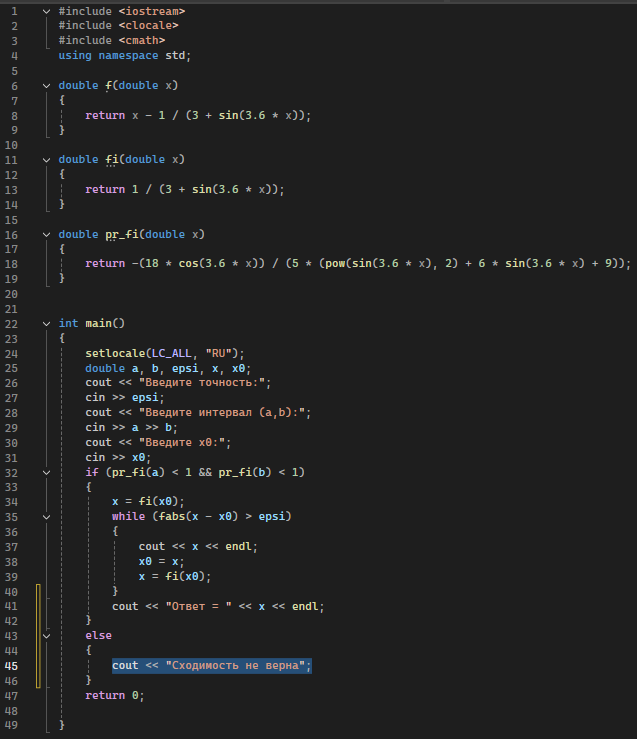 1 #include <iostream>
2 #include <clocale>
3 #include <cmath>
4 using namespace std;
5
6 double f(double x)
7 {
8 return x - 1 / (3 + sin(3.6 * x));
9 }
10
11 double fi(double x)
12 {
13 return 1 / (3 + sin(3.6 * x));
14 }
15
16 double pr_fi(double x)
17 {
18 return -(18 * cos(3.6 * x)) / (5 * (pow(sin(3.6 * x), 2) + 6 * sin(3.6 * x) + 9));
19 }
20
21
22 int main()
23 {
24 setlocale(LC_ALL, "RU");
25 double a, b, epsi, x, x0;
26 cout << "Введите точность:";
27 cin >> epsi;
28 cout << "Введите интервал (a,b):";
29 cin >> a >> b;
30 cout << "Введите x0:";
31 cin >> x0;
32 if (pr_fi(a) < 1 && pr_fi(b) < 1)
33 {
34 x = fi(x0);
35 while (fabs(x - x0) > epsi)
36 {
37 cout << x << endl;
38 x0 = x;
39 x = fi(x0);
40 }
41 cout << "Ответ = " << x << endl;
42 }
43 else
44 {
45 cout << "Сходимость не верна";
46 }
47 return 0;
48
49 }